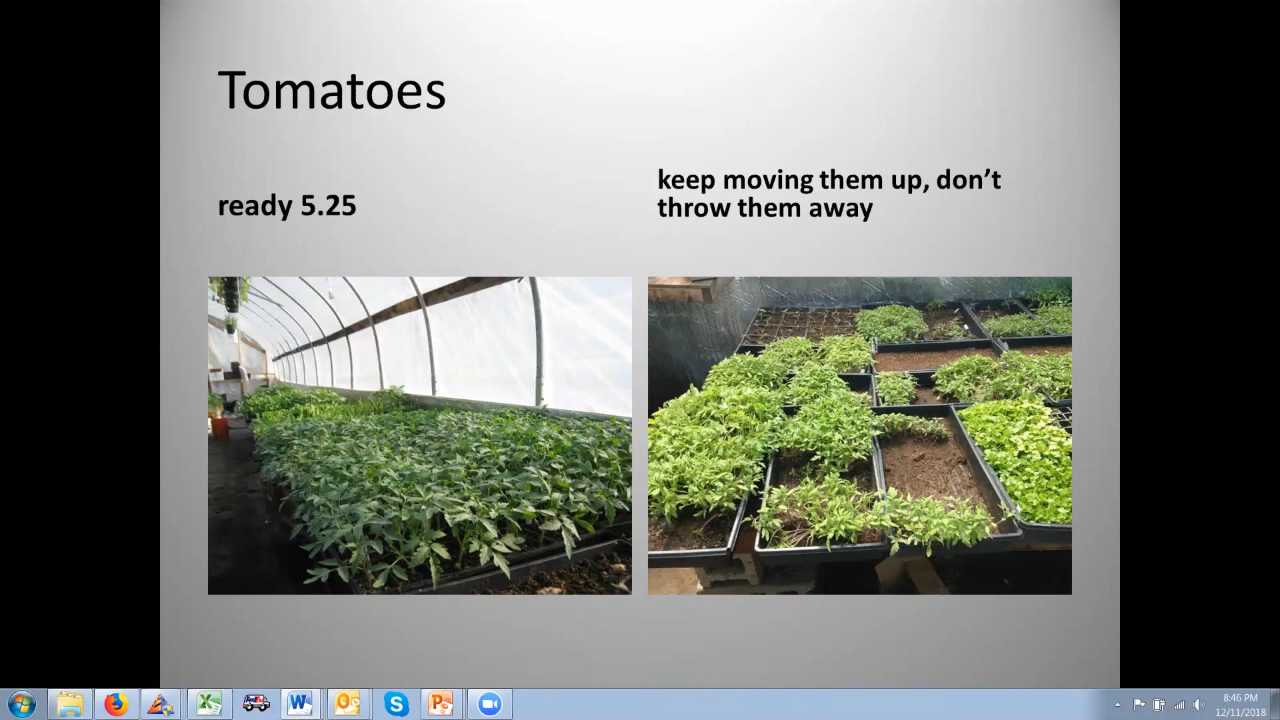 Tomatoes
ready 5.25
keep moving them up, don’t
throw them away
8:46 PM
12/11/2018